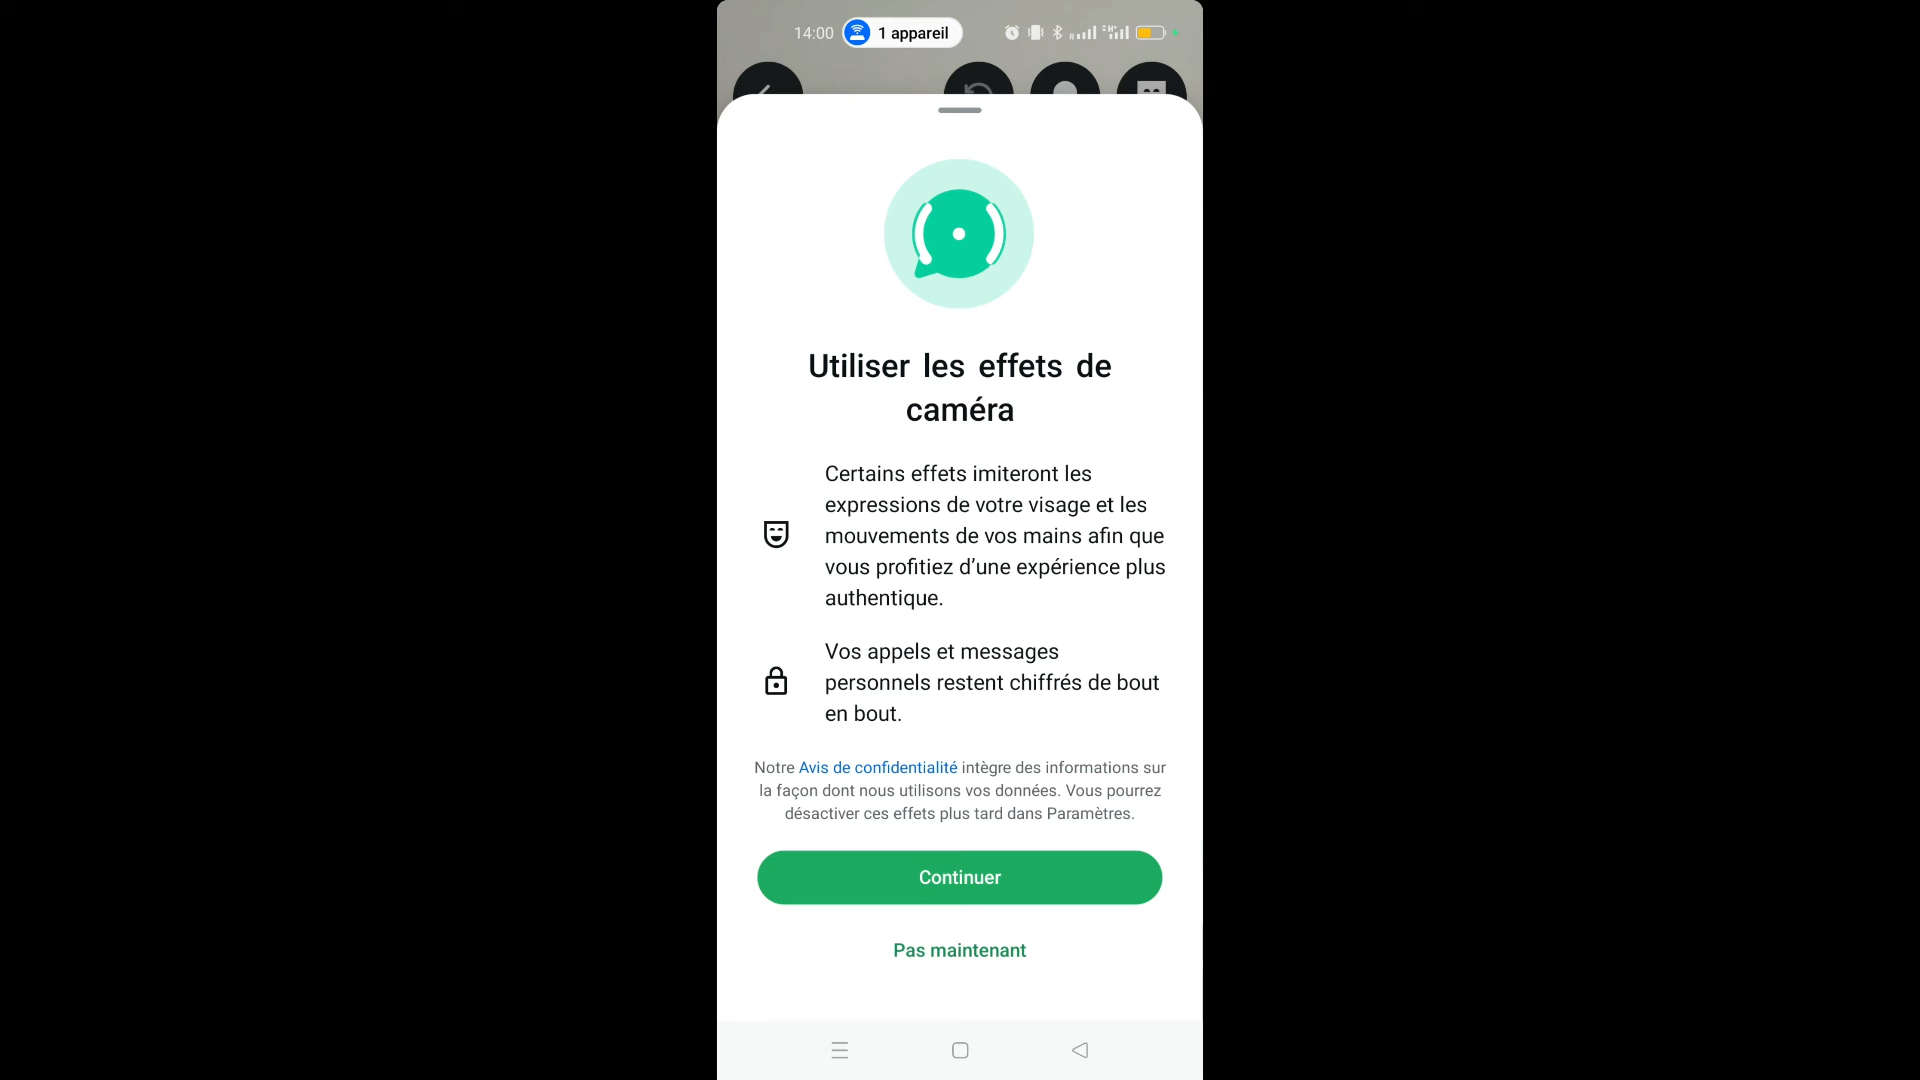 14:00 1 appareil
Utiliser les effets de
caméra
Certains effets imiteront les
expressions de votre visage et les
mouvements de vos mains afin que
vous profitiez d’une expérience plus
authentique.
Vos appels et messages
personnels restent chiffrés de bout
en bout.
Notre Avis de confidentialité intègre des informations sur
la façon dont nous utilisons vos données. Vous pourrez
désactiver ces effets plus tard dans Paramètres.
Continuer
Pas maintenant